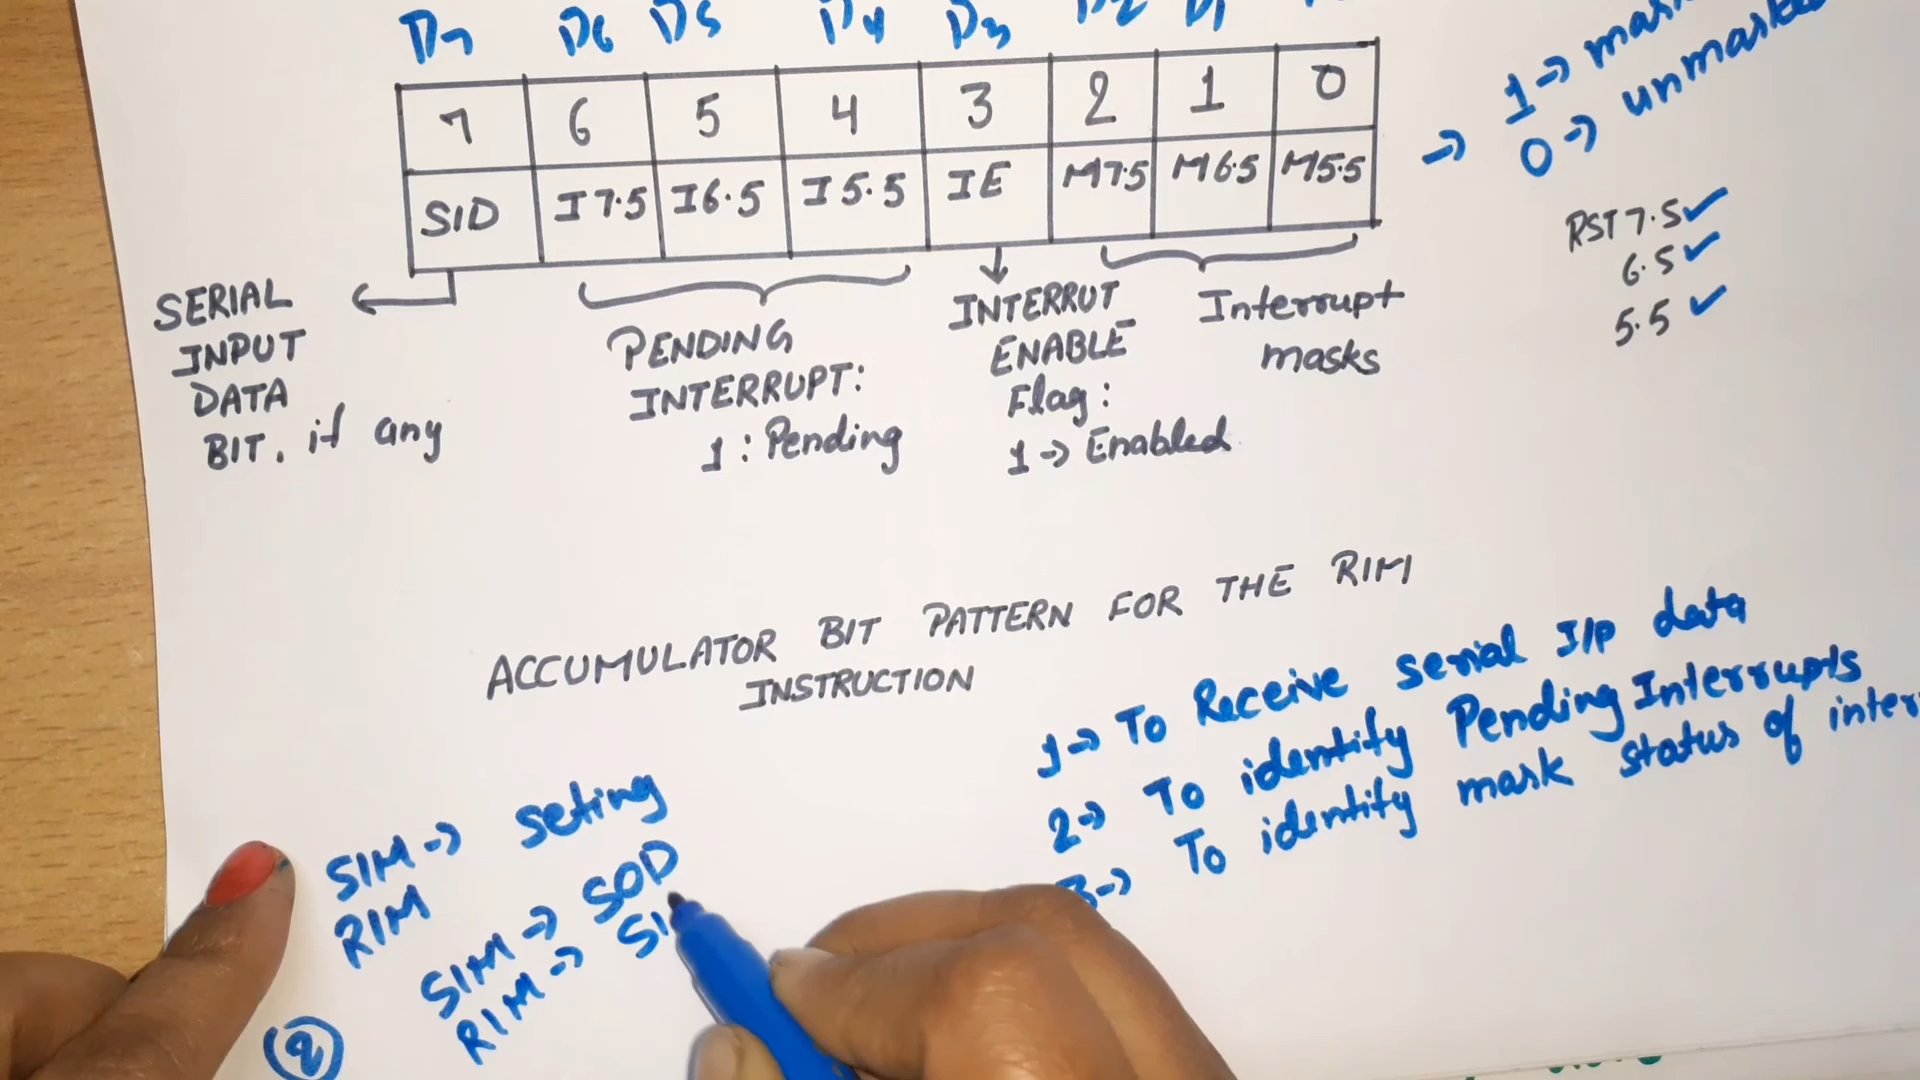 D7 D6 D5 D4 D3 D2 D1
7 6 5 4 3 2 1 0
SID I7.5 I6.5 I5.5 IE M7.5 M6.5 M5.5
1→
0→ unmasked
RST 7.5 ✓
6.5 ✓
5.5 ✓
SERIAL
INPUT
DATA
BIT, if any
PENDING
INTERRUPT:
1: Pending
INTERRUT
ENABLE
Flag:
1→ Enabled
Interrupt
masks
ACCUMULATOR BIT PATTERN FOR THE RIM
INSTRUCTION
1→ To Receive serial I/P data
2→ To identify Pending Interrupts
3→ To identify mask status of
SIM→ seting
RIM
SIM→ SOD
RIM→ SI
2